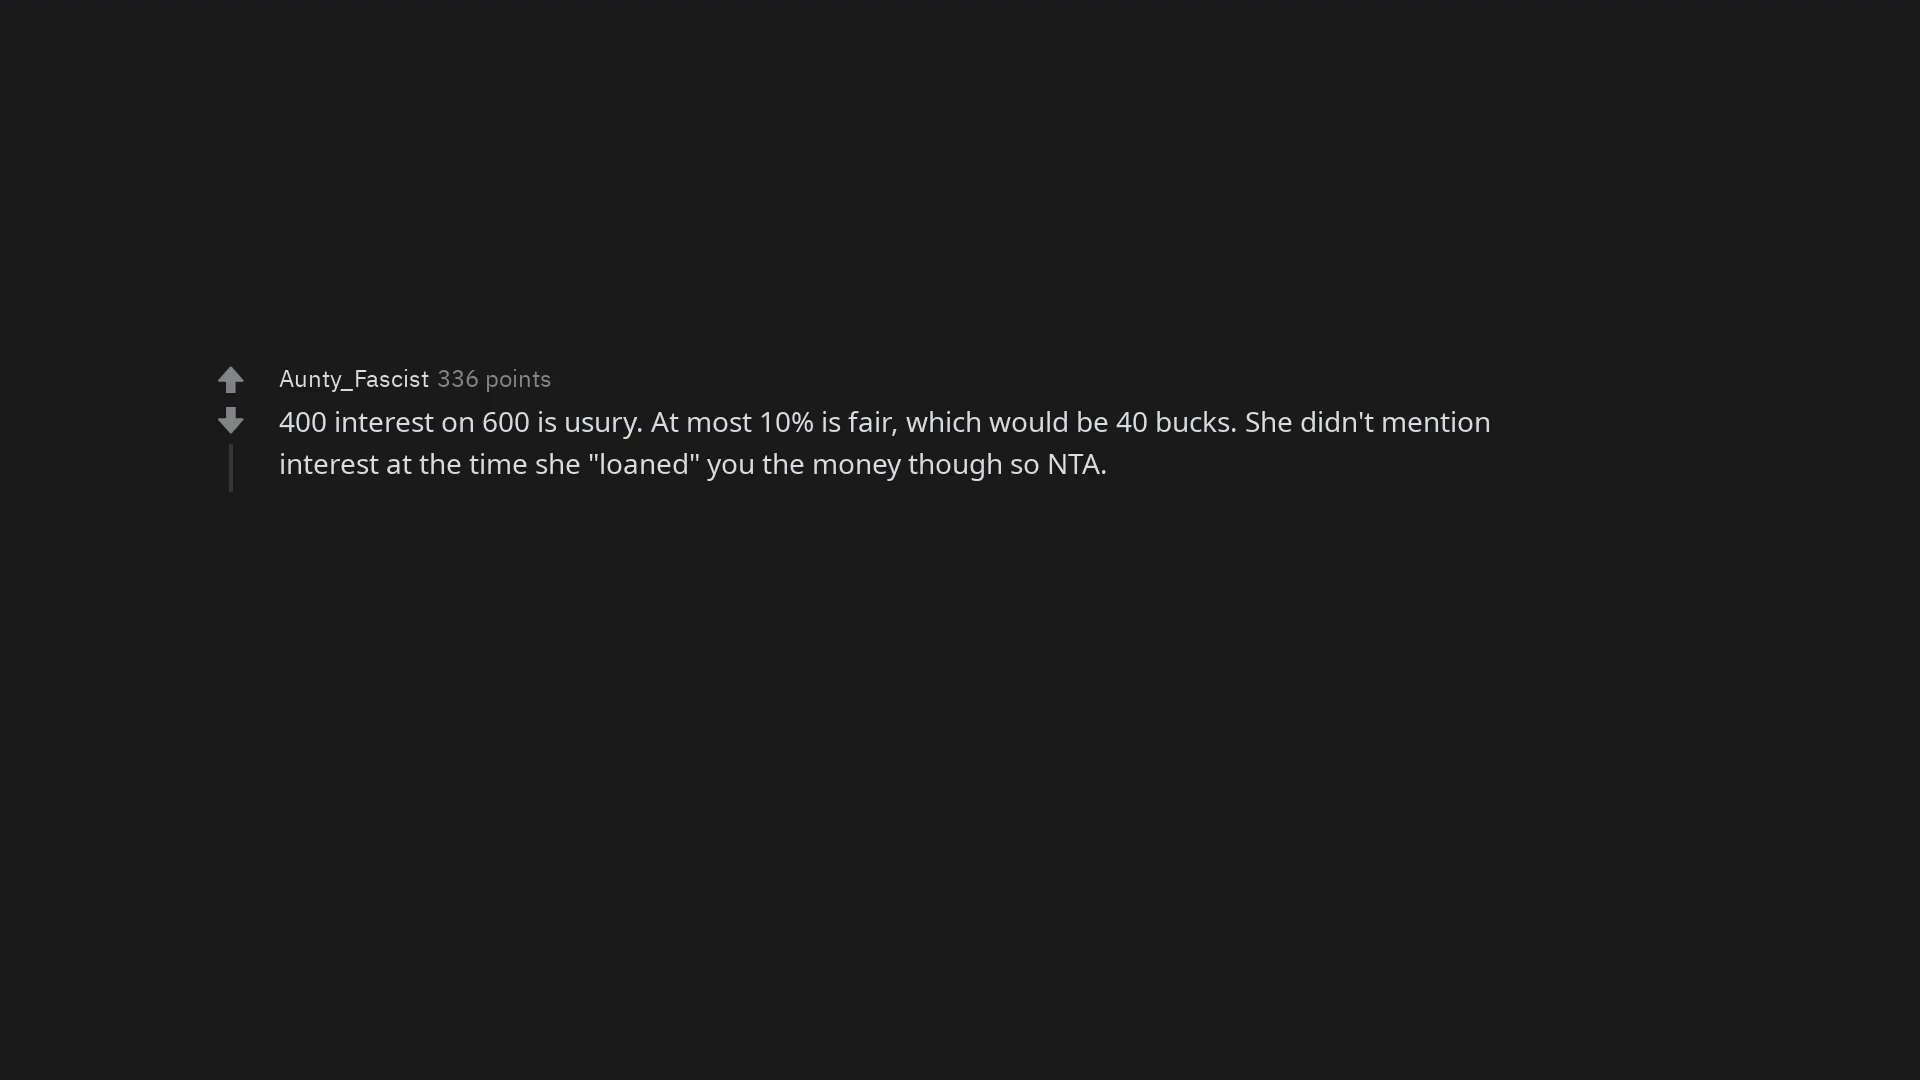 Aunty_Fascist 336 points
400 interest on 600 is usury. At most 10% is fair, which would be 40 bucks. She didn't mention
interest at the time she "loaned" you the money though so NTA.